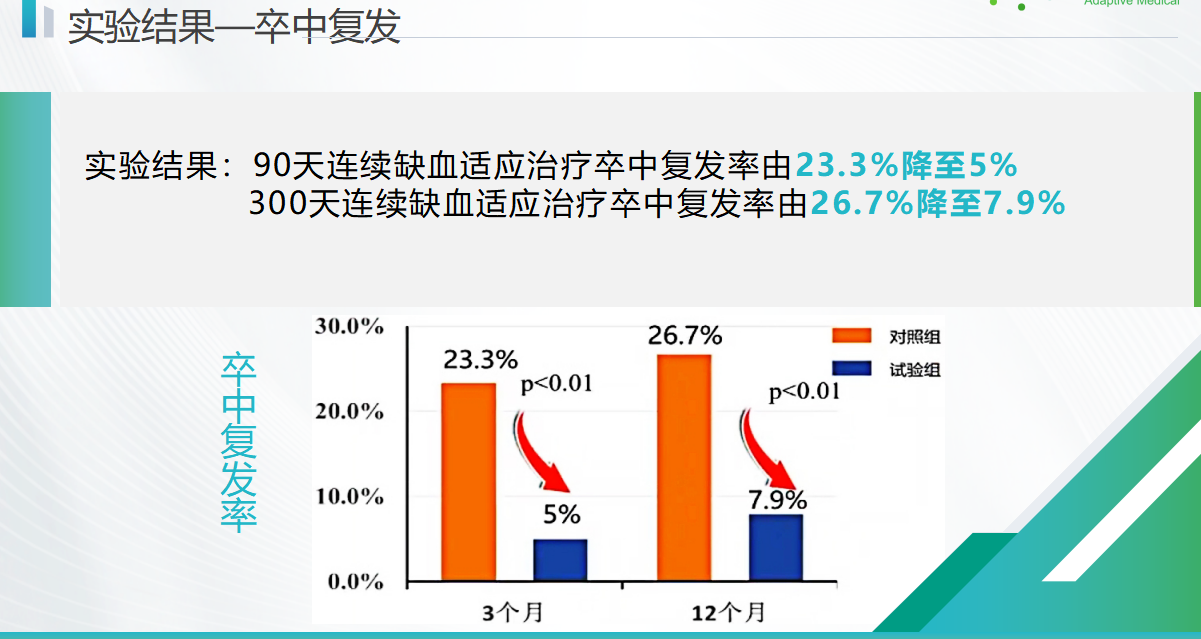 实验结果—卒中复发
Adaptive Medical
实验结果：90天连续缺血适应治疗卒中复发率由23.3%降至5%
300天连续缺血适应治疗卒中复发率由26.7%降至7.9%
卒中复发率
30.0%
20.0%
10.0%
0.0%
23.3%
p<0.01
5%
26.7%
p<0.01
7.9%
对照组
试验组
3个月
12个月